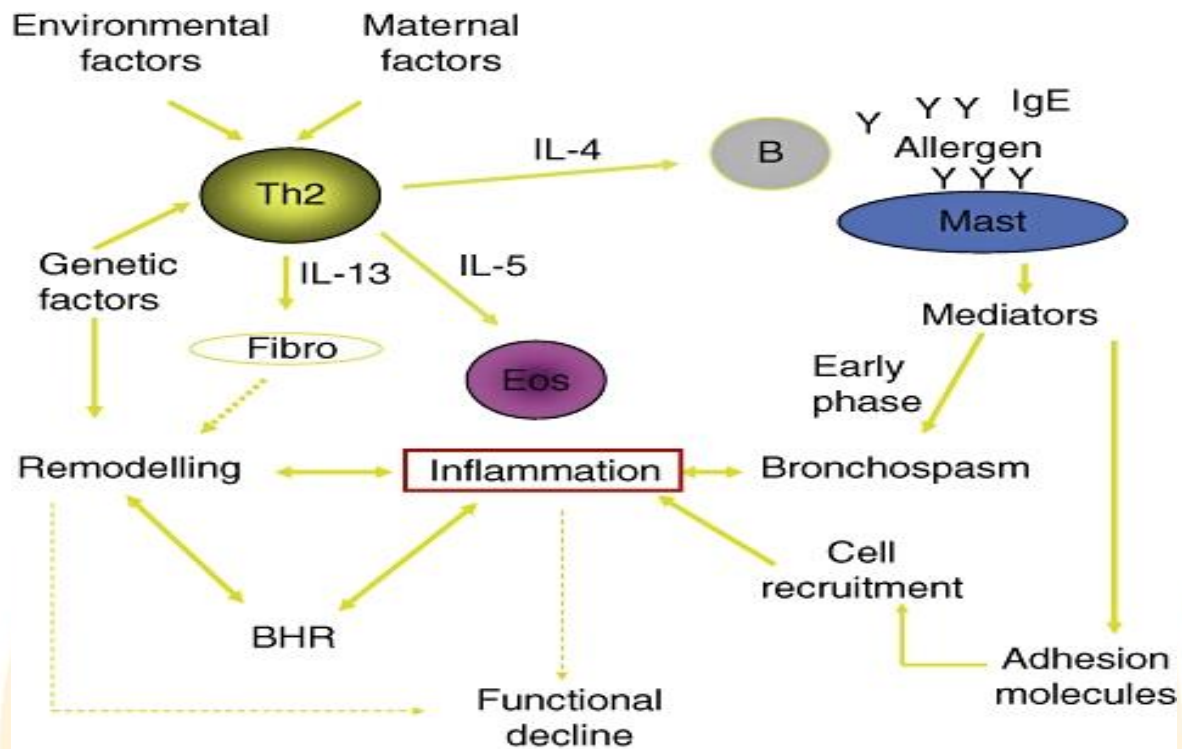 Environmental
factors
Maternal
factors
Th2
IL-4
B
Y
Y Y
IgE
Allergen
Y Y Y
Mast
Genetic
factors
IL-13
IL-5
Mediators
Fibro
Eos
Early
phase
Remodelling
Inflammation
Bronchospasm
Cell
recruitment
BHR
Adhesion
molecules
Functional
decline